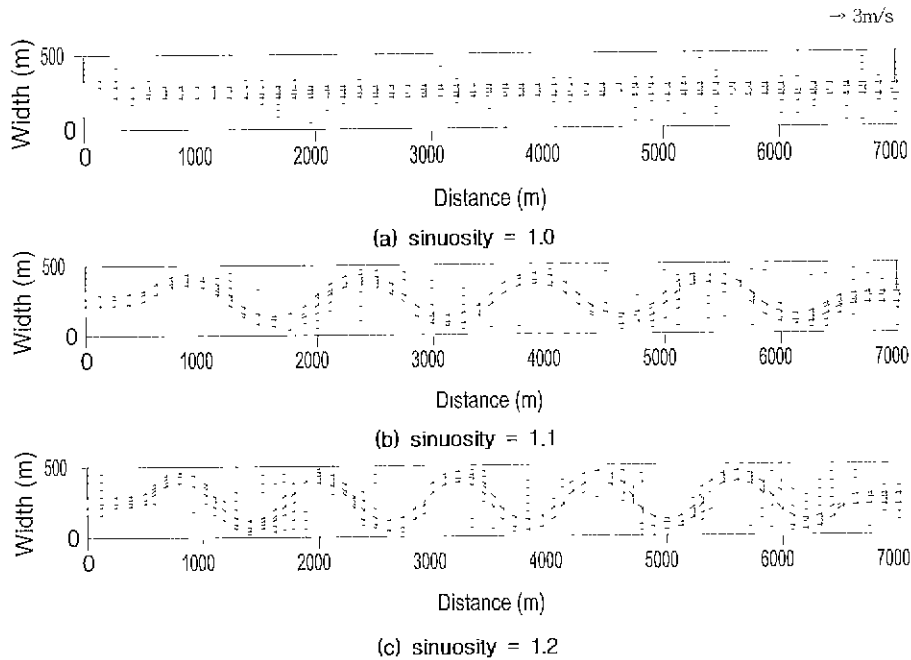 → 3m/s
Width (m)
500
0
0 1000 2000 3000 4000 5000 6000 7000
Distance (m)
(a) sinuosity = 1.0
Width (m)
500
0
0 1000 2000 3000 4000 5000 6000 7000
Distance (m)
(b) sinuosity = 1.1
Width (m)
500
0
0 1000 2000 3000 4000 5000 6000 7000
Distance (m)
(c) sinuosity = 1.2